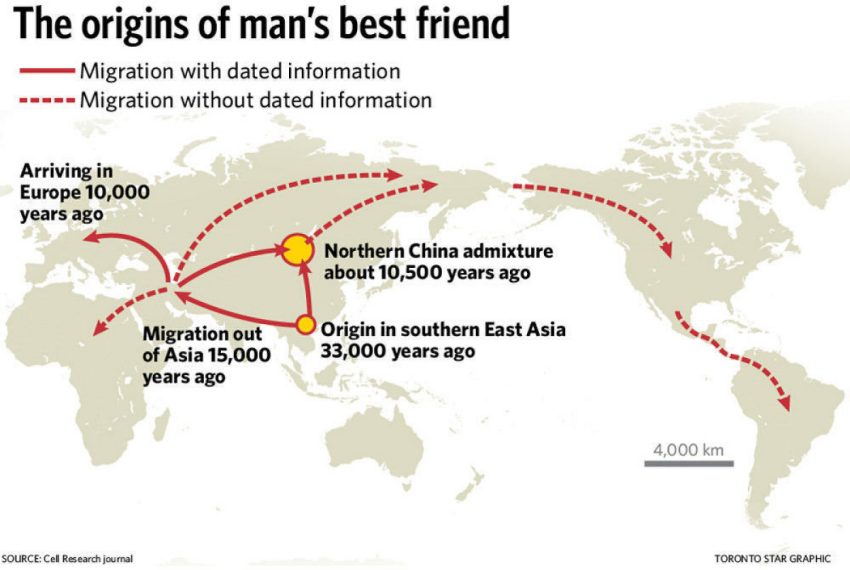 The origins of man's best friend
Migration with dated information
Migration without dated information
Arriving in
Europe 10,000
years ago
Northern China admixture
about 10,500 years ago
Migration out
of Asia 15,000
years ago
Origin in southern East Asia
33,000 years ago
4,000 km
SOURCE: Cell Research journal
TORONTO STAR GRAPHIC